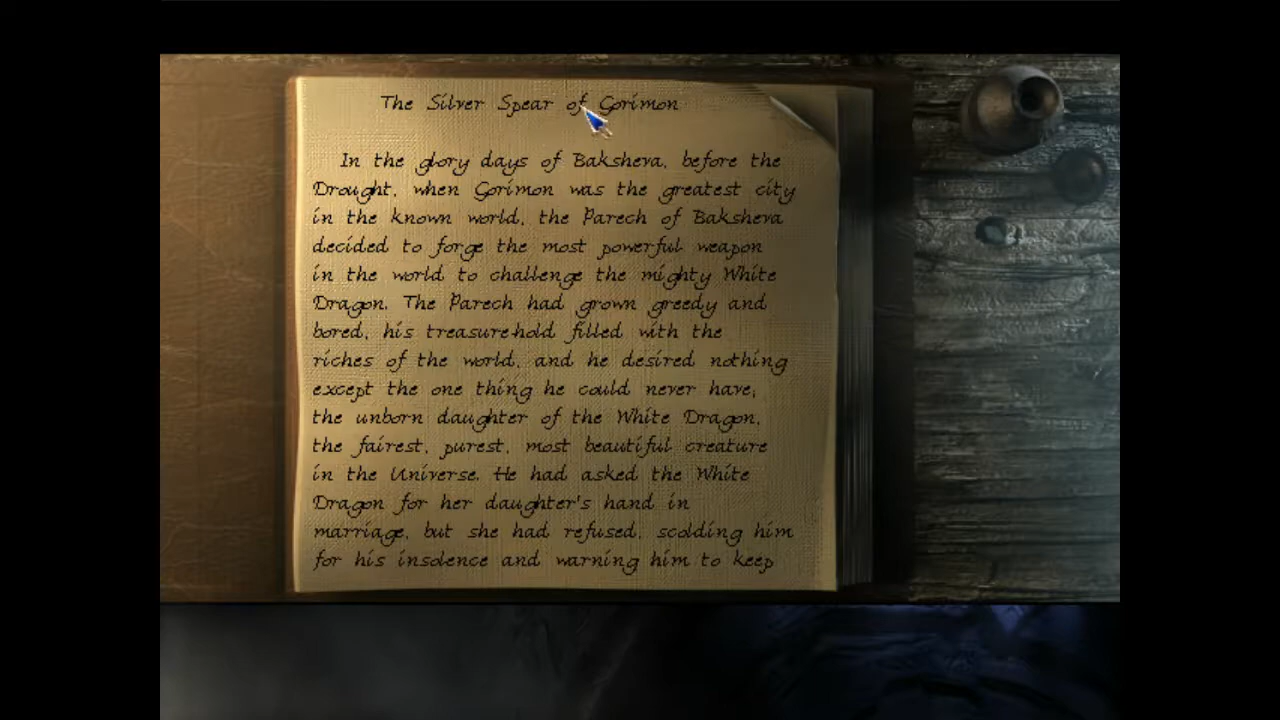 The Silver Spear of Gorimon
In the glory days of Baksheva, before the
Drought, when Gorimon was the greatest city
in the known world, the Parech of Baksheva
decided to forge the most powerful weapon
in the world to challenge the mighty White
Dragon. The Parech had grown greedy and
bored, his treasure-hold filled with the
riches of the world, and he desired nothing
except the one thing he could never have;
the unborn daughter of the White Dragon,
the fairest, purest, most beautiful creature
in the Universe. He had asked the White
Dragon for her daughter's hand in
marriage, but she had refused, scolding him
for his insolence and warning him to keep